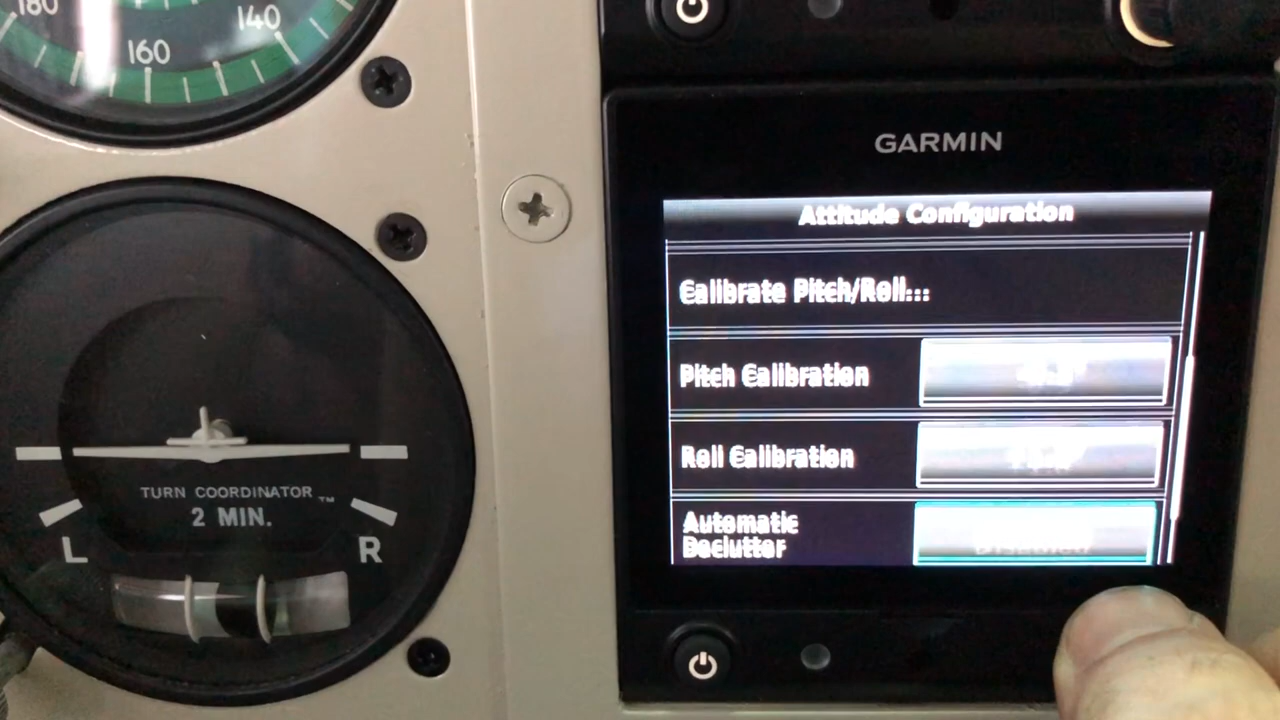 180
140
160
GARMIN
Attitude Configuration
Calibrate Pitch/Roll...
Pitch Calibration
Roll Calibration
Automatic
Declutter
TURN COORDINATOR ™
2 MIN.
L R